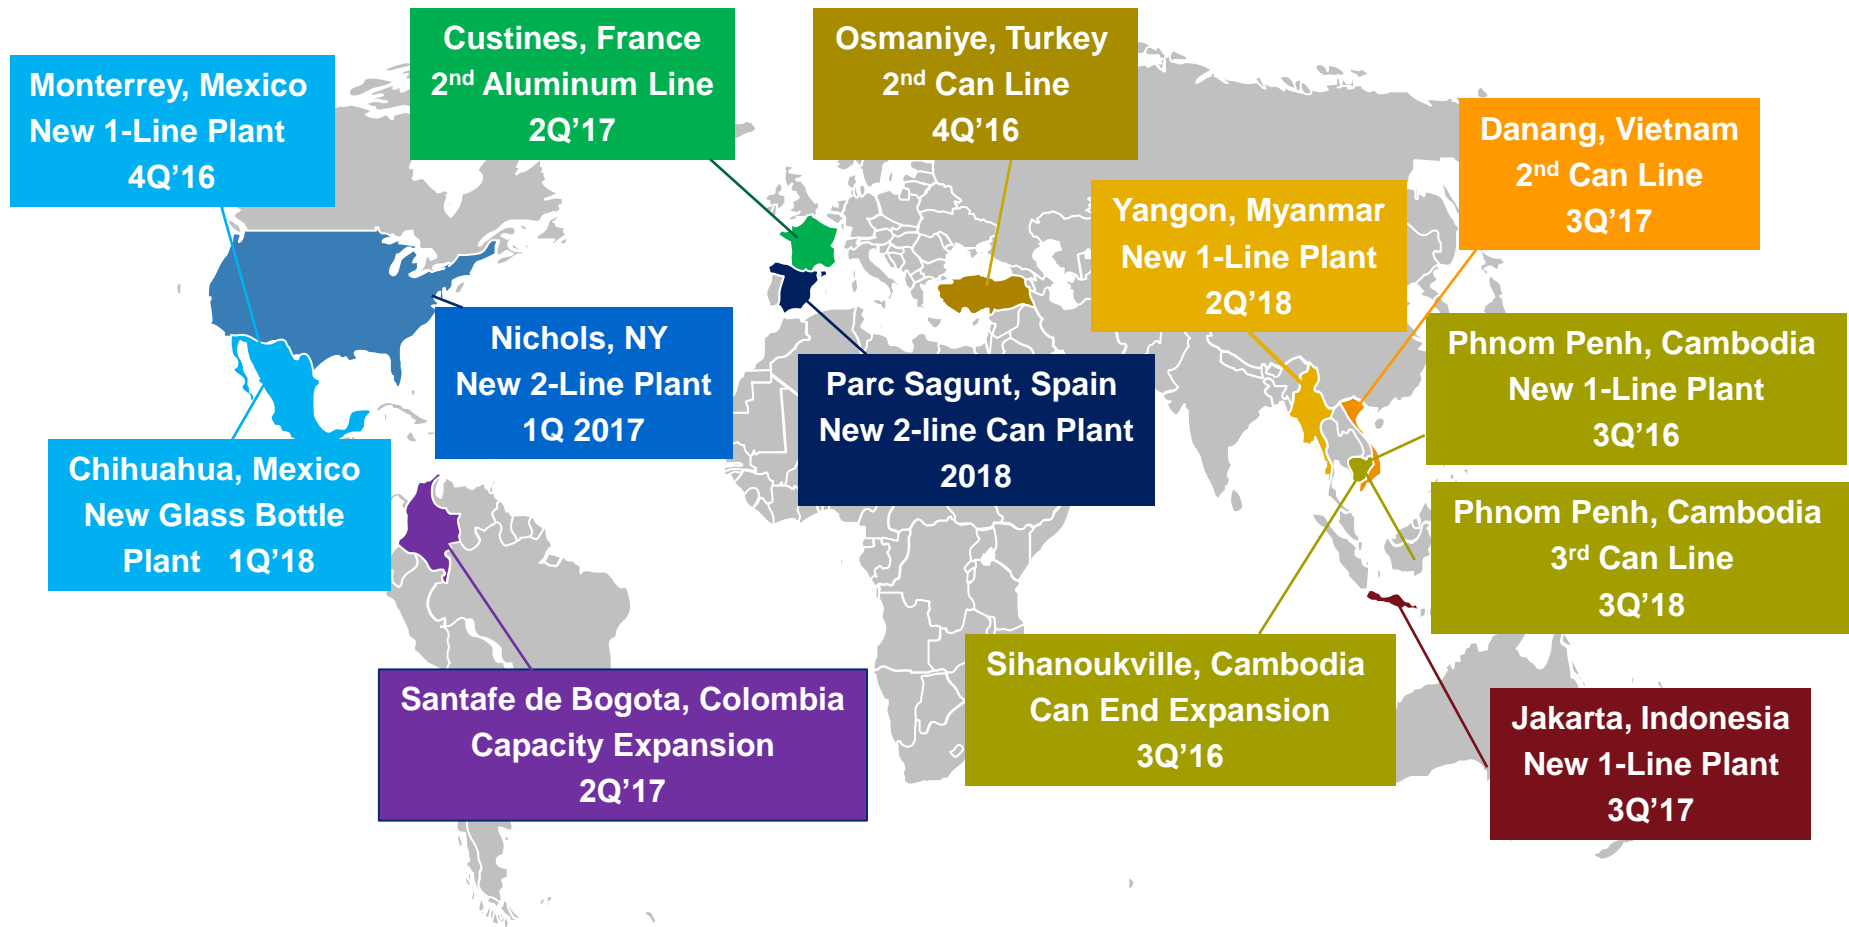 Monterrey, Mexico
New 1-Line Plant
4Q’16
Custines, France
2nd Aluminum Line
2Q’17
Osmaniye, Turkey
2nd Can Line
4Q’16
Danang, Vietnam
2nd Can Line
3Q’17
Yangon, Myanmar
New 1-Line Plant
2Q’18
Nichols, NY
New 2-Line Plant
1Q 2017
Parc Sagunt, Spain
New 2-line Can Plant
2018
Phnom Penh, Cambodia
New 1-Line Plant
3Q’16
Chihuahua, Mexico
New Glass Bottle
Plant 1Q’18
Phnom Penh, Cambodia
3rd Can Line
3Q’18
Santafe de Bogota, Colombia
Capacity Expansion
2Q’17
Sihanoukville, Cambodia
Can End Expansion
3Q’16
Jakarta, Indonesia
New 1-Line Plant
3Q’17